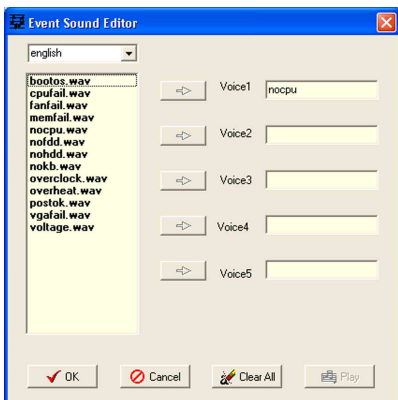 Event Sound Editor
english
bootos.wav
cpufail.wav
fanfail.wav
memfail.wav
nocpu.wav
nofdd.wav
nohdd.wav
nokb.wav
overclock.wav
overheat.wav
postok.wav
vgafail.wav
voltage.wav
Voice1 nocpu
Voice2
Voice3
Voice4
Voice5
OK Cancel Clear All Play